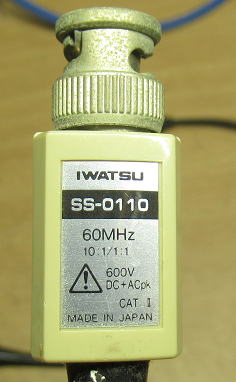 IWATSU
SS-0110
60MHz
10:1/1:1
600V
DC+ACpk
CAT I
MADE IN JAPAN